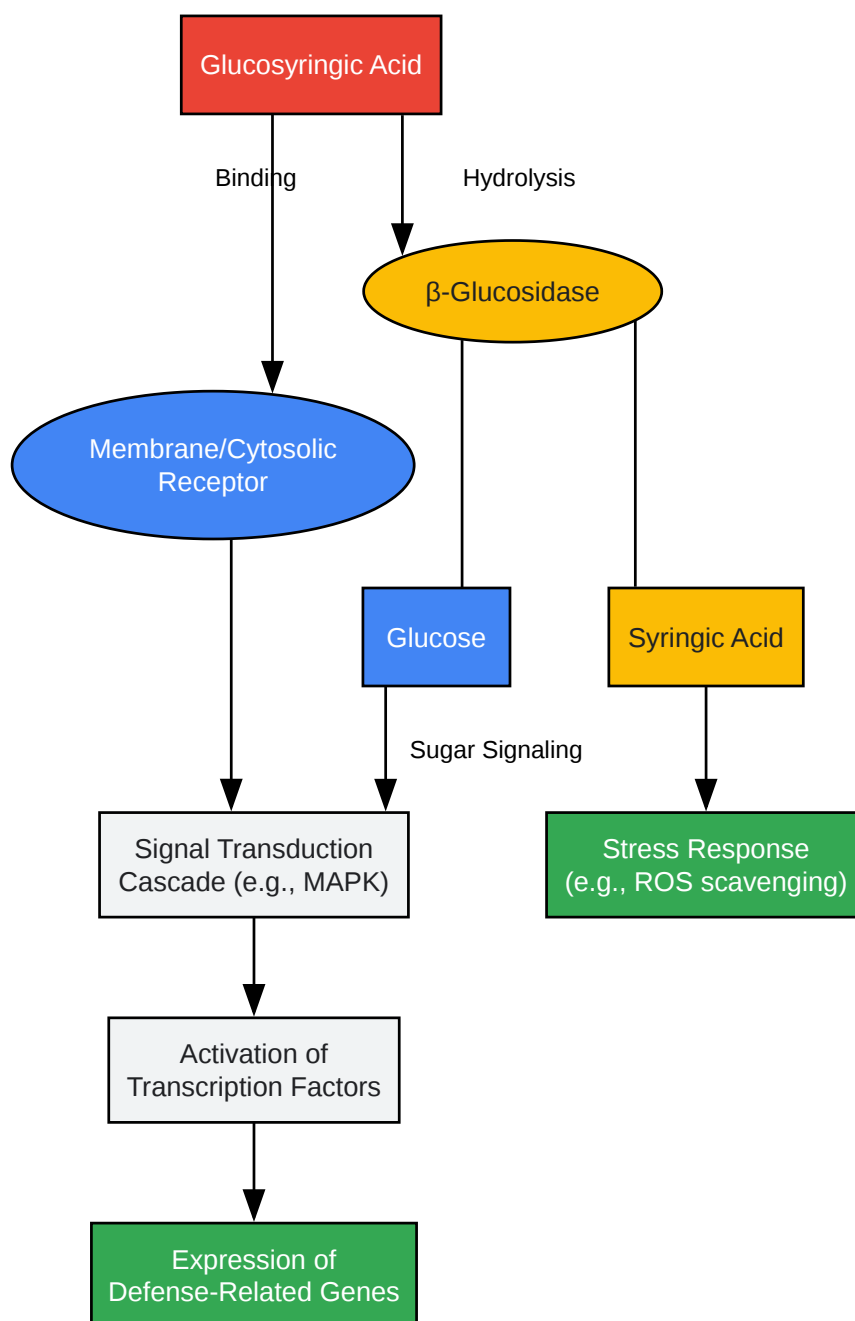 Glucosyringic Acid
Binding
Hydrolysis
β-Glucosidase
Membrane/Cytosolic
Receptor
Glucose
Syringic Acid
Sugar Signaling
Signal Transduction
Cascade (e.g., MAPK)
Stress Response
(e.g., ROS scavenging)
Activation of
Transcription Factors
Expression of
Defense-Related Genes